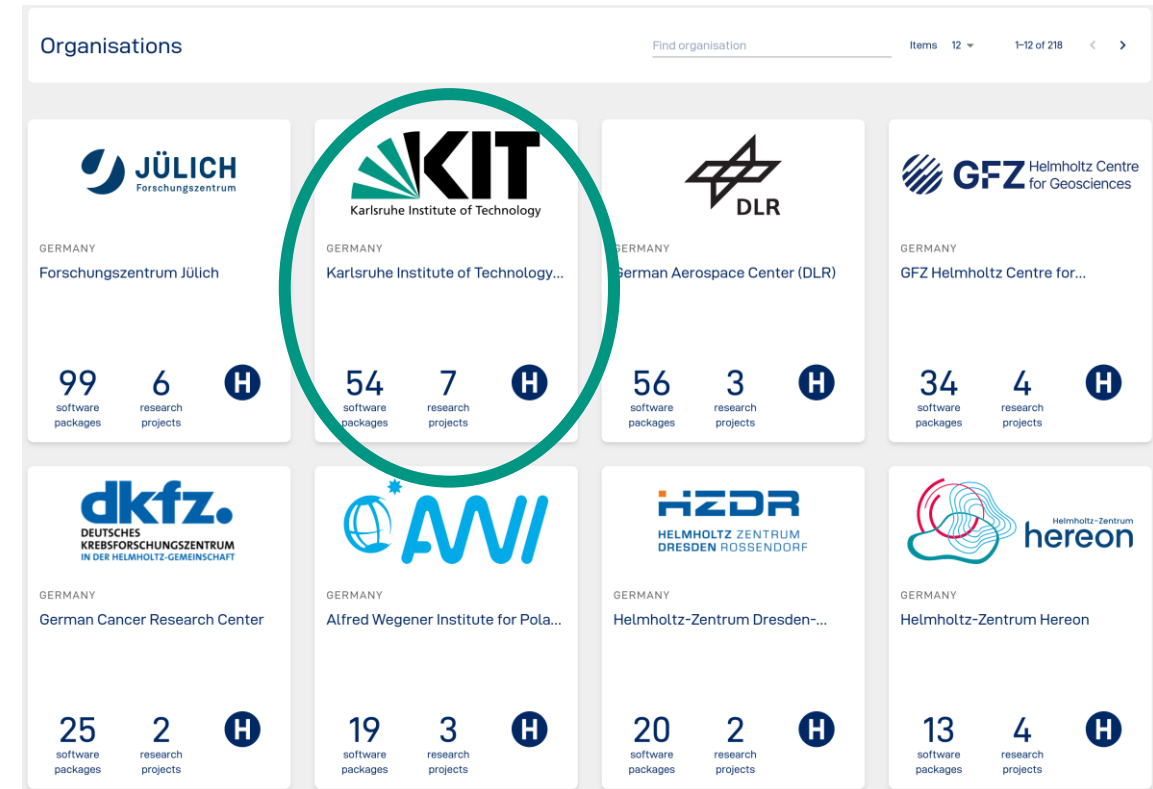 Organisations
Find organisation
Items 12
1–12 of 218
JÜLICH
Forschungszentrum
GERMANY
Forschungszentrum Jülich
99 6 H
software research
packages projects
KIT
Karlsruhe Institute of Technology
GERMANY
Karlsruhe Institute of Technology...
54 7 H
software research
packages projects
DLR
GERMANY
German Aerospace Center (DLR)
56 3 H
software research
packages projects
GFZ Helmholtz Centre
for Geosciences
GERMANY
GFZ Helmholtz Centre for...
34 4 H
software research
packages projects
dkfz.
DEUTSCHES
KREBSFORSCHUNGSZENTRUM
IN DER HELMHOLTZ-GEMEINSCHAFT
GERMANY
German Cancer Research Center
25 2 H
software research
packages projects
AWI
GERMANY
Alfred Wegener Institute for Pola...
19 3 H
software research
packages projects
HZDR
HELMHOLTZ ZENTRUM
DRESDEN ROSSENDORF
GERMANY
Helmholtz-Zentrum Dresden-...
20 2 H
software research
packages projects
Helmholtz-Zentrum
hereon
GERMANY
Helmholtz-Zentrum Hereon
13 4 H
software research
packages projects